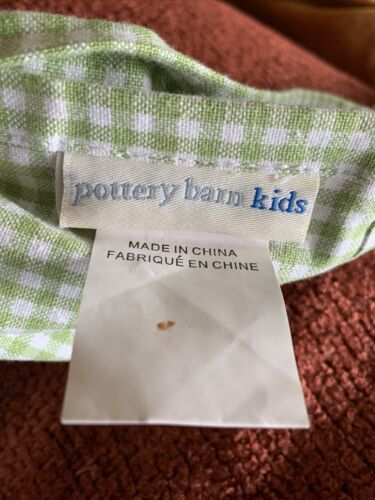 pottery barn kids
MADE IN CHINA
FABRIQUÉ EN CHINE